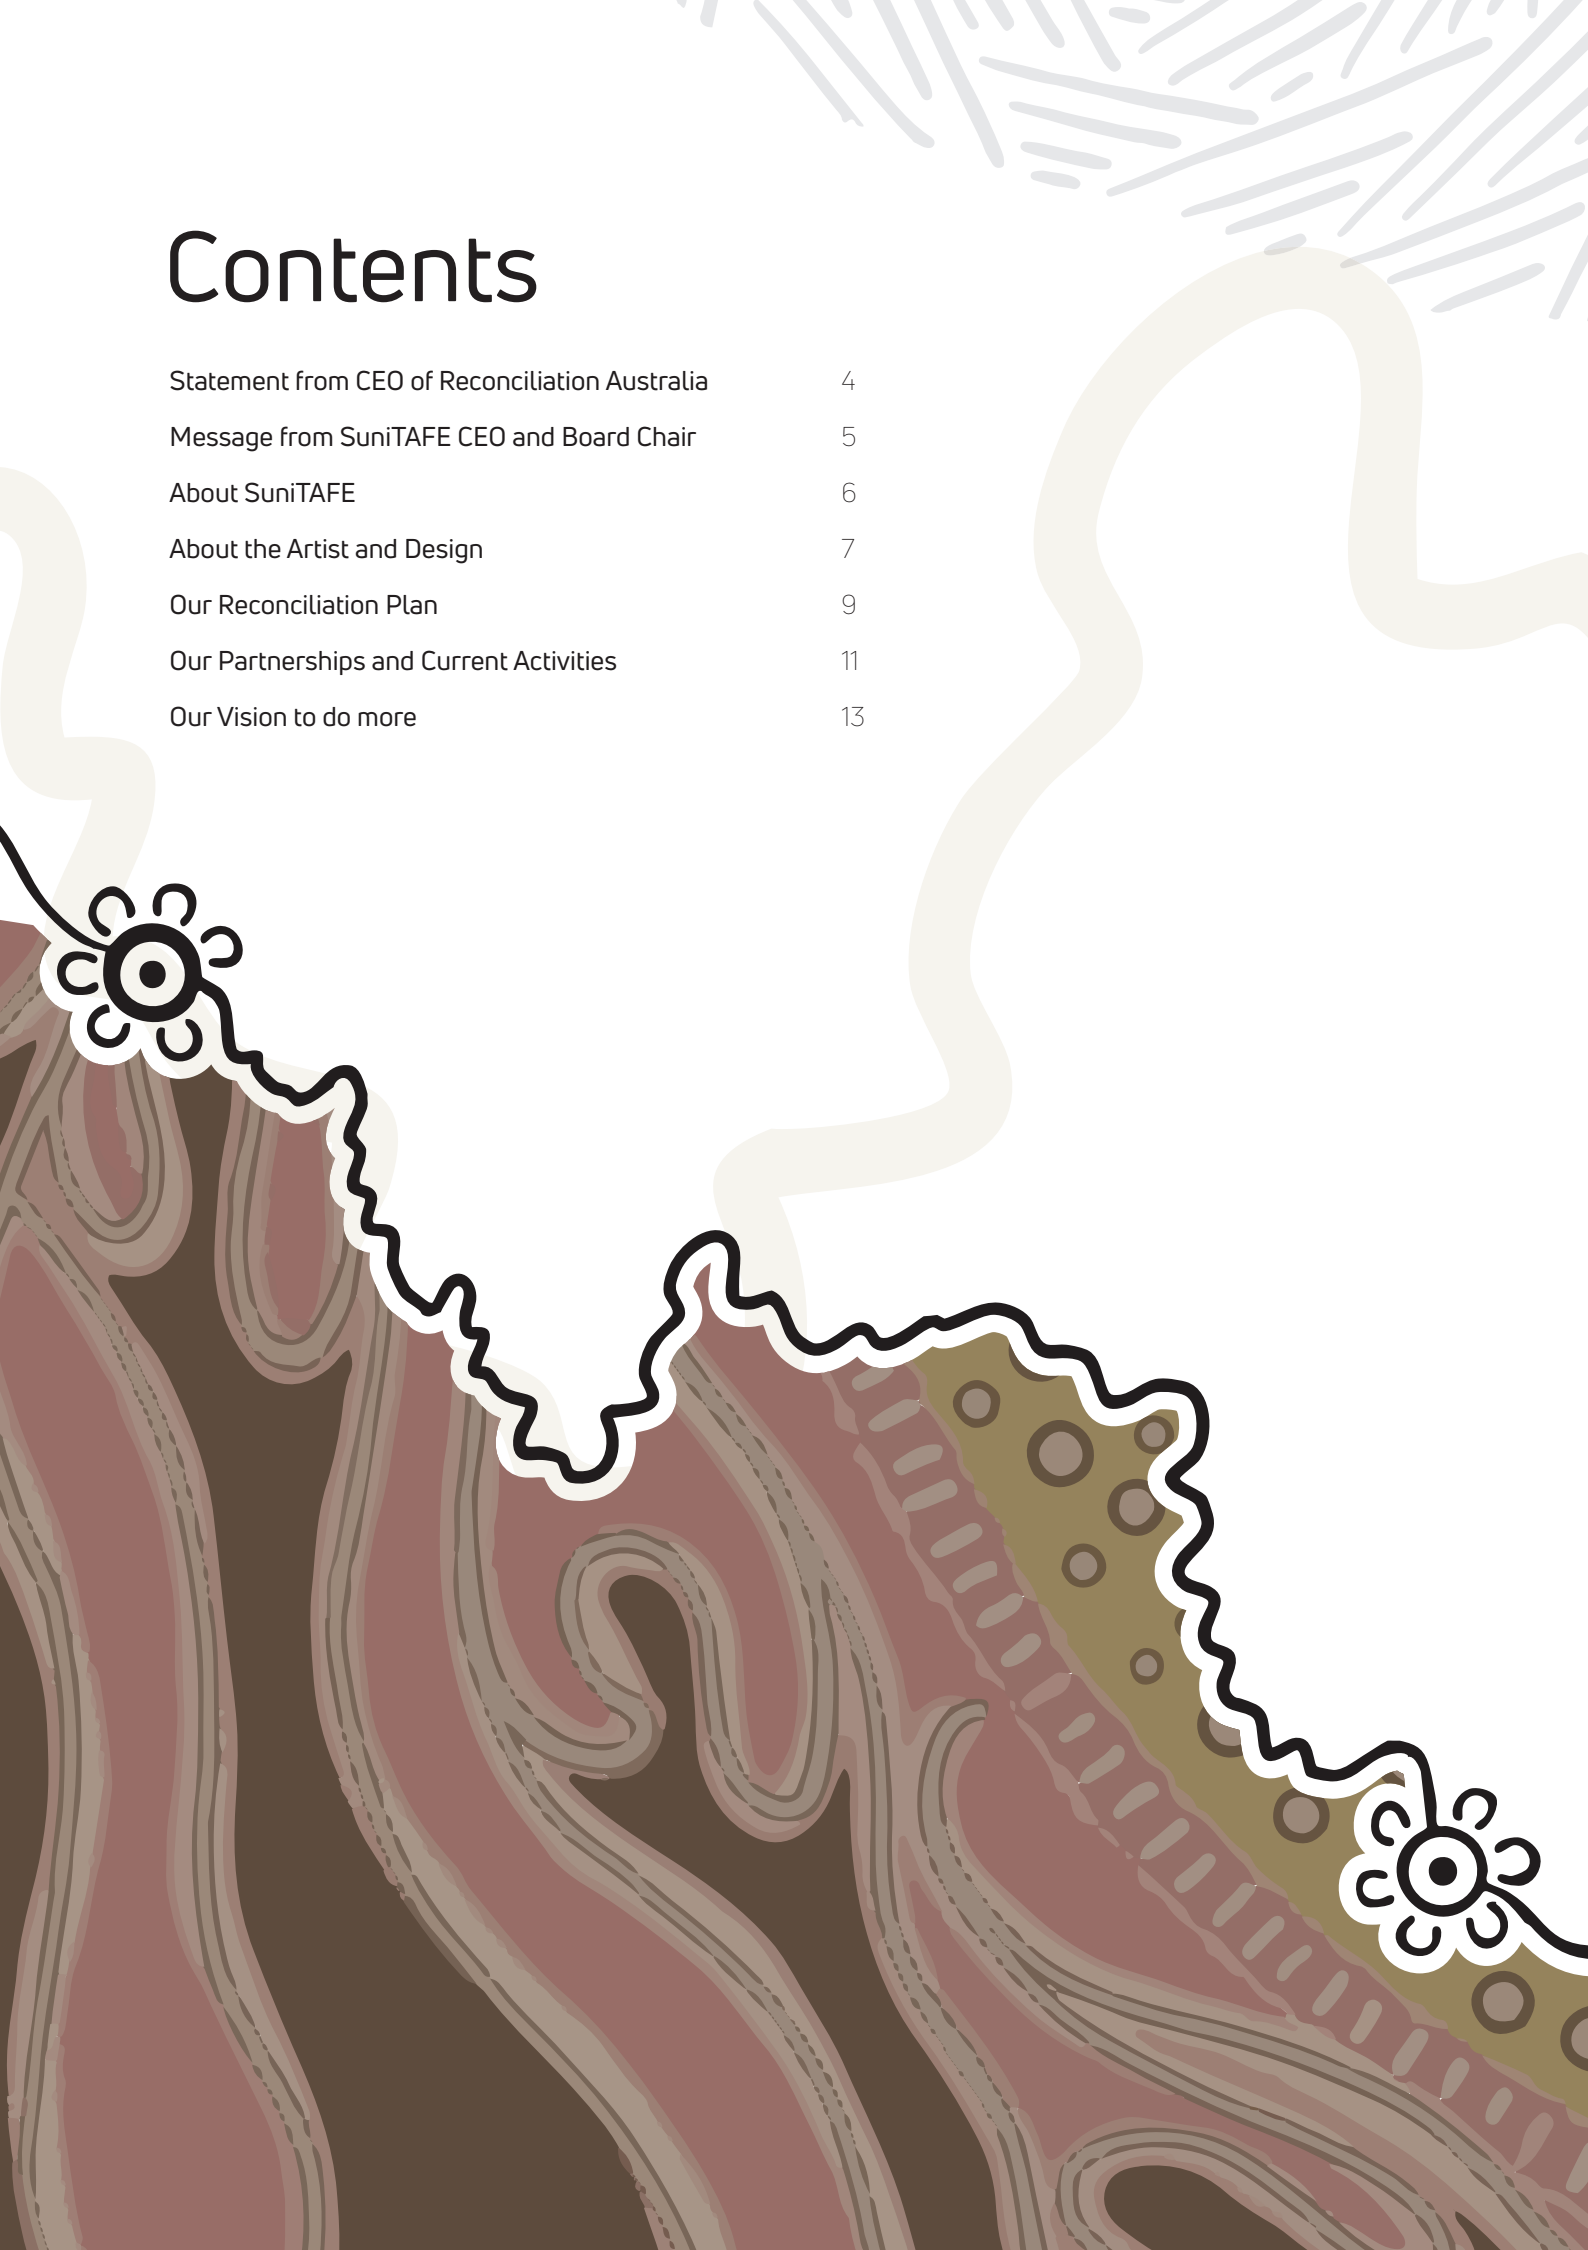 Contents
Statement from CEO of Reconciliation Australia 4
Message from SuniTAFE CEO and Board Chair 5
About SuniTAFE 6
About the Artist and Design 7
Our Reconciliation Plan 9
Our Partnerships and Current Activities 11
Our Vision to do more 13